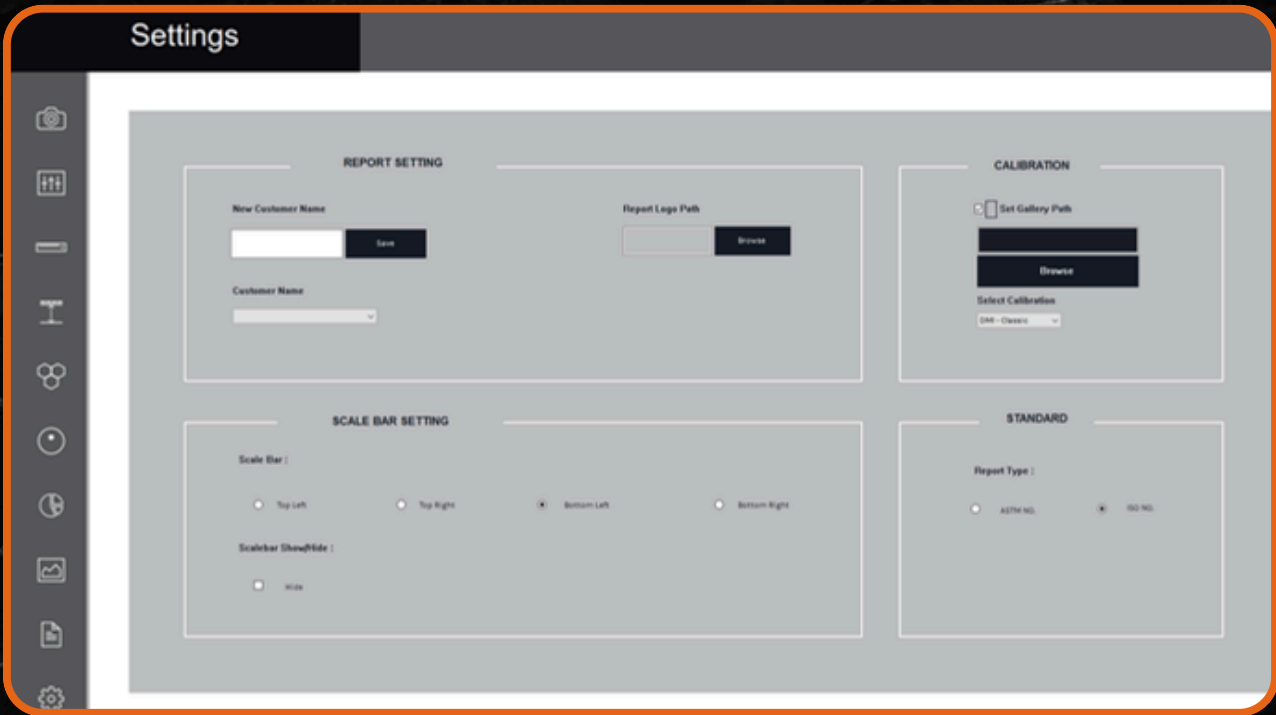 Settings
REPORT SETTING
New Customer Name
Save
Report Logo Path
Browse
Customer Name
CALIBRATION
Set Gallery Path
Browse
Select Calibration
DMI - Classic
SCALE BAR SETTING
Scale Bar :
Top Left
Top Right
Bottom Left
Bottom Right
Scalebar Show/Hide :
Hide
STANDARD
Report Type :
ASTM NO.
ISO NO.